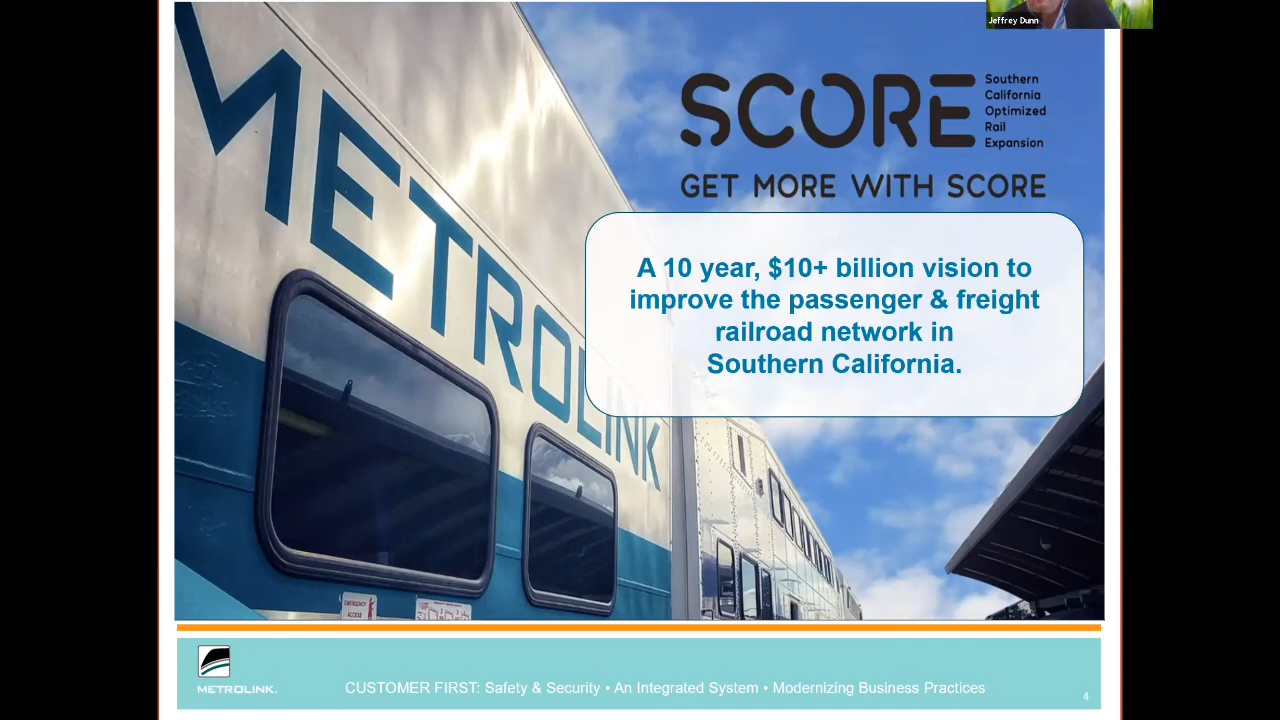 Jeffrey Dunn
SCORE
Southern
California
Optimized
Rail
Expansion
GET MORE WITH SCORE
METROLINK
A 10 year, $10+ billion vision to
improve the passenger & freight
railroad network in
Southern California.
EMERGENCY
ACCESS
METROLINK.
CUSTOMER FIRST: Safety & Security • An Integrated System • Modernizing Business Practices
4